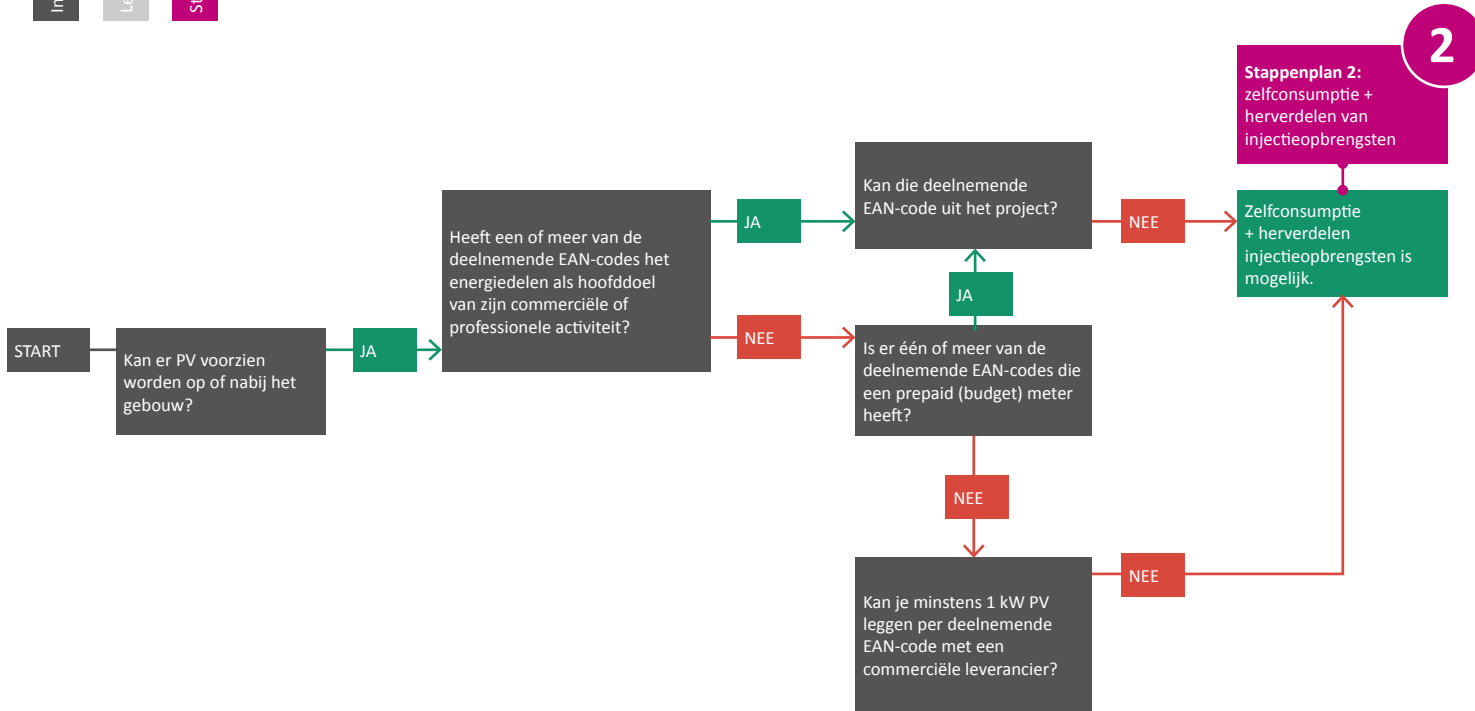 In
Le
St
2
Stappenplan 2:
zelfconsumptie +
herverdelen van
injectieopbrengsten
Kan die deelnemende
EAN-code uit het project?
NEE
Zelfconsumptie
+ herverdelen
injectieopbrengsten is
mogelijk.
JA
Heeft een of meer van de
deelnemende EAN-codes het
energiedelen als hoofddoel
van zijn commerciële of
professionele activiteit?
JA
START
Kan er PV voorzien
worden op of nabij het
gebouw?
JA
NEE
Is er één of meer van de
deelnemende EAN-codes die
een prepaid (budget) meter
heeft?
NEE
Kan je minstens 1 kW PV
leggen per deelnemende
EAN-code met een
commerciële leverancier?
NEE